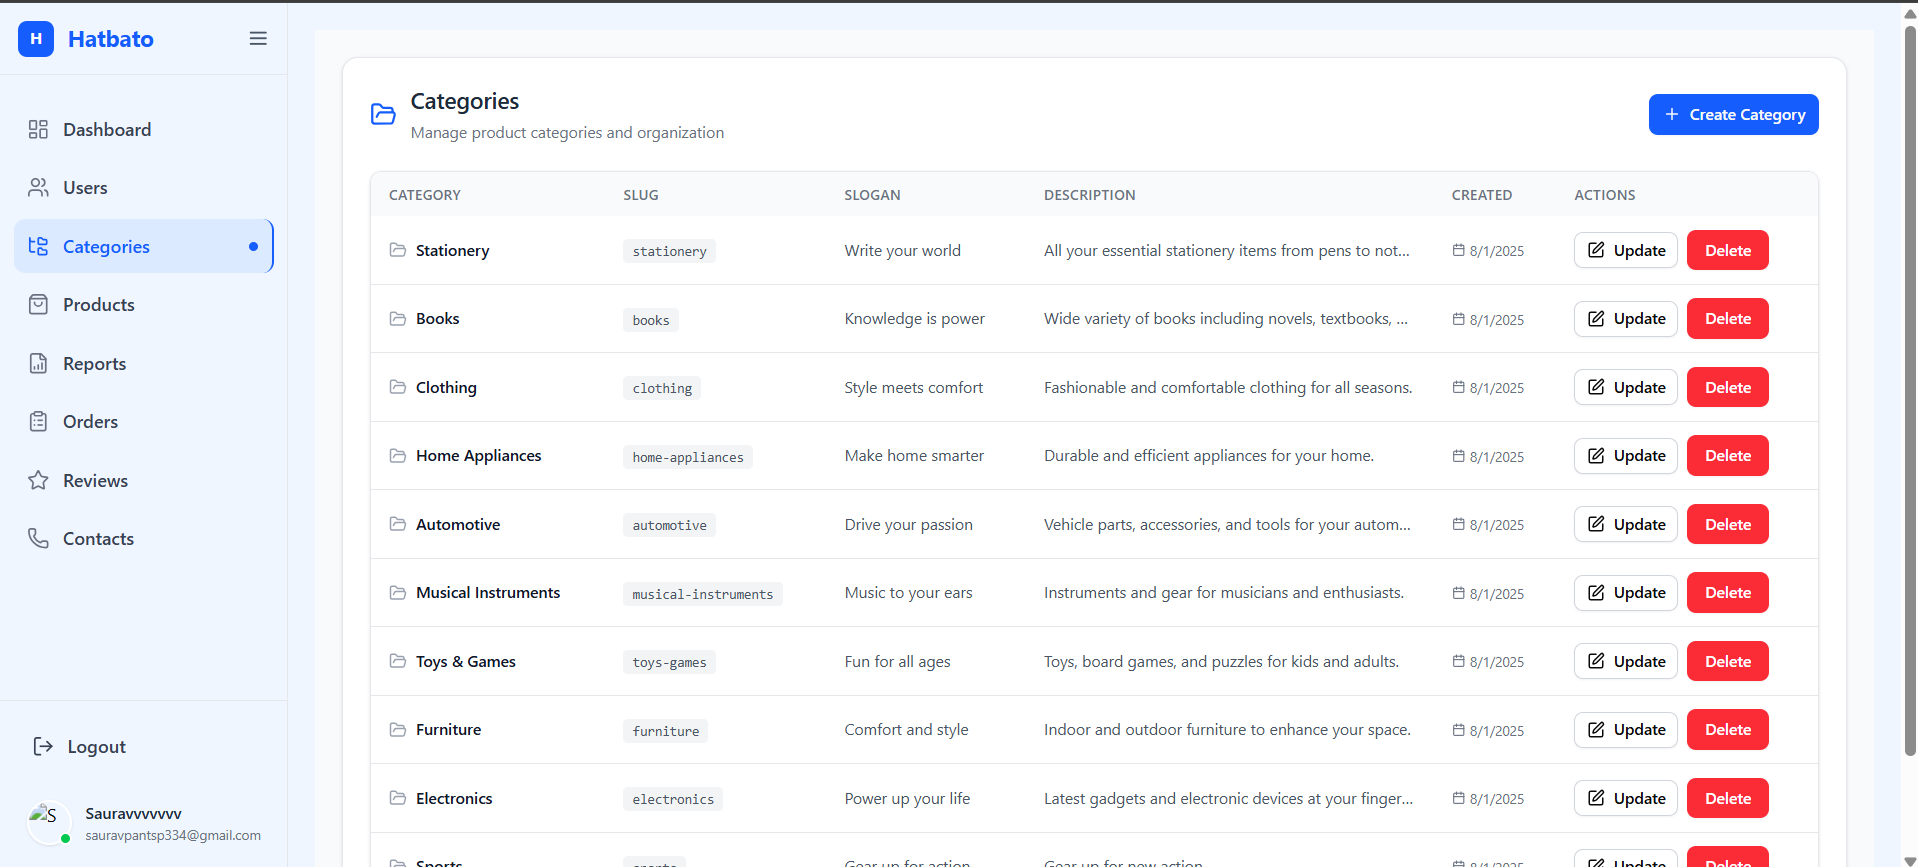 H Hatbato
Dashboard
Users
Categories
Products
Reports
Orders
Reviews
Contacts
Logout
S
Sauravvvvvvv
sauravpantsp334@gmail.com
Categories
Manage product categories and organization
Create Category
CATEGORY SLUG SLOGAN DESCRIPTION CREATED ACTIONS
Stationery stationery Write your world All your essential stationery items from pens to not... 8/1/2025 Update Delete
Books books Knowledge is power Wide variety of books including novels, textbooks, ... 8/1/2025 Update Delete
Clothing clothing Style meets comfort Fashionable and comfortable clothing for all seasons. 8/1/2025 Update Delete
Home Appliances home-appliances Make home smarter Durable and efficient appliances for your home. 8/1/2025 Update Delete
Automotive automotive Drive your passion Vehicle parts, accessories, and tools for your autom... 8/1/2025 Update Delete
Musical Instruments musical-instruments Music to your ears Instruments and gear for musicians and enthusiasts. 8/1/2025 Update Delete
Toys & Games toys-games Fun for all ages Toys, board games, and puzzles for kids and adults. 8/1/2025 Update Delete
Furniture furniture Comfort and style Indoor and outdoor furniture to enhance your space. 8/1/2025 Update Delete
Electronics electronics Power up your life Latest gadgets and electronic devices at your finger... 8/1/2025 Update Delete
Sports sports Gear up for action Gear up for new action 8/1/2025 Update Delete